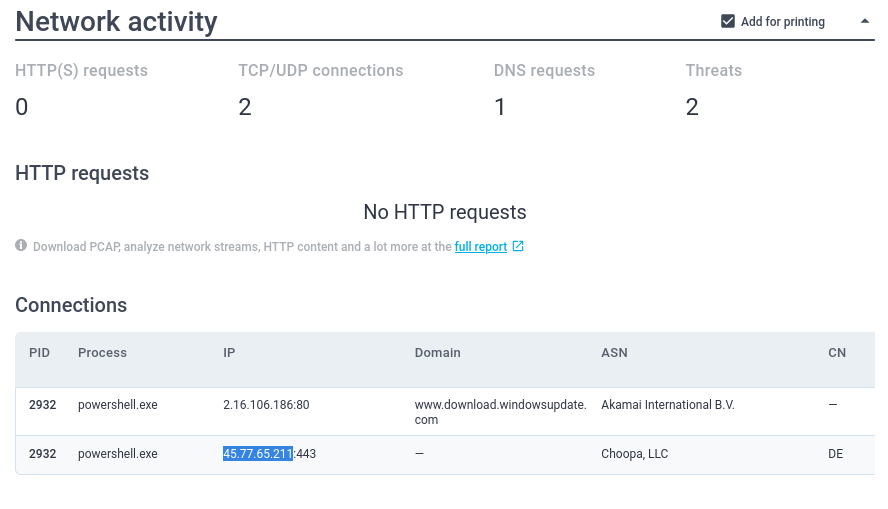 Network activity
Add for printing
HTTP(S) requests TCP/UDP connections DNS requests Threats
0 2 1 2
HTTP requests
No HTTP requests
Download PCAP, analyze network streams, HTTP content and a lot more at the full report
Connections
PID Process IP Domain ASN CN
2932 powershell.exe 2.16.106.186:80 www.download.windowsupdate. Akamai International B.V. —
com
2932 powershell.exe 45.77.65.211:443 — Choopa, LLC DE